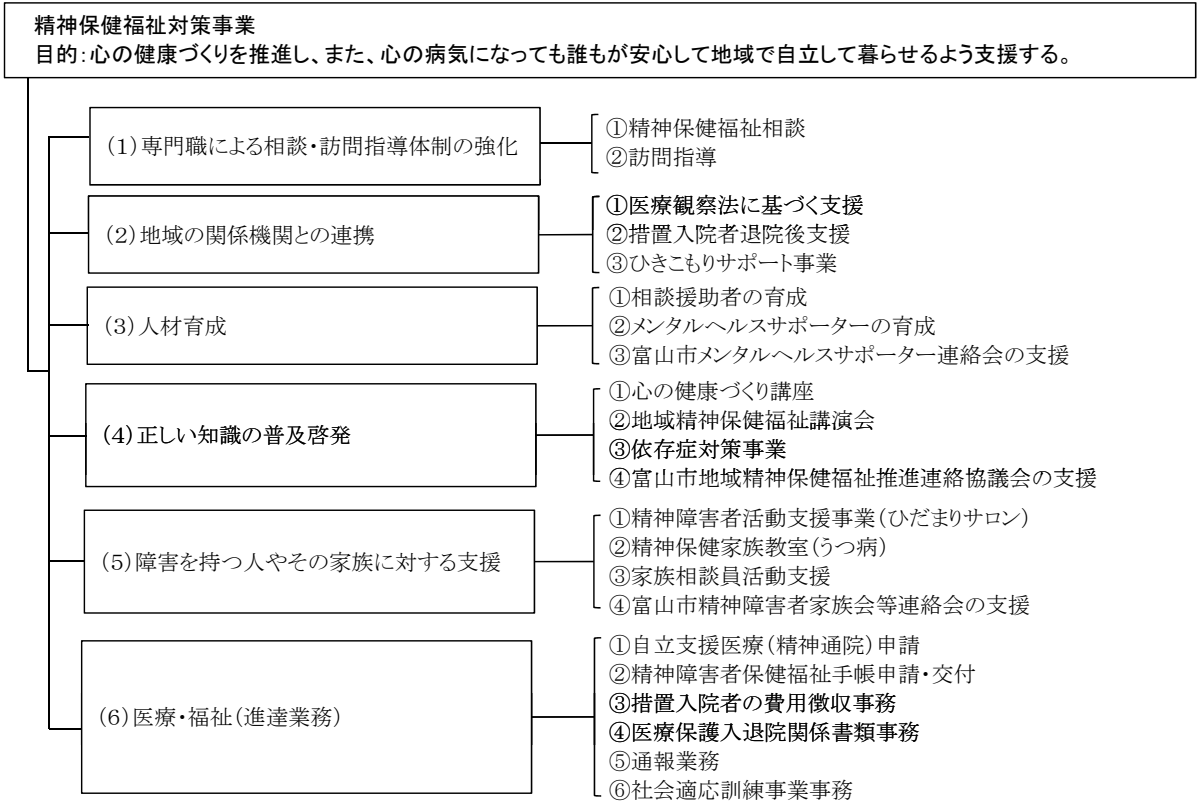 精神保健福祉対策事業
目的:心の健康づくりを推進し、また、心の病気になっても誰もが安心して地域で自立して暮らせるよう支援する。
(1)専門職による相談・訪問指導体制の強化
①精神保健福祉相談
②訪問指導
(2)地域の関係機関との連携
①医療観察法に基づく支援
②措置入院者退院後支援
③ひきこもりサポート事業
(3)人材育成
①相談援助者の育成
②メンタルヘルスサポーターの育成
③富山市メンタルヘルスサポーター連絡会の支援
(4)正しい知識の普及啓発
①心の健康づくり講座
②地域精神保健福祉講演会
③依存症対策事業
④富山市地域精神保健福祉推進連絡協議会の支援
(5)障害を持つ人やその家族に対する支援
①精神障害者活動支援事業(ひだまりサロン)
②精神保健家族教室(うつ病)
③家族相談員活動支援
④富山市精神障害者家族会等連絡会の支援
(6)医療・福祉(進達業務)
①自立支援医療(精神通院)申請
②精神障害者保健福祉手帳申請・交付
③措置入院者の費用徴収事務
④医療保護入退院関係書類事務
⑤通報業務
⑥社会適応訓練事業事務